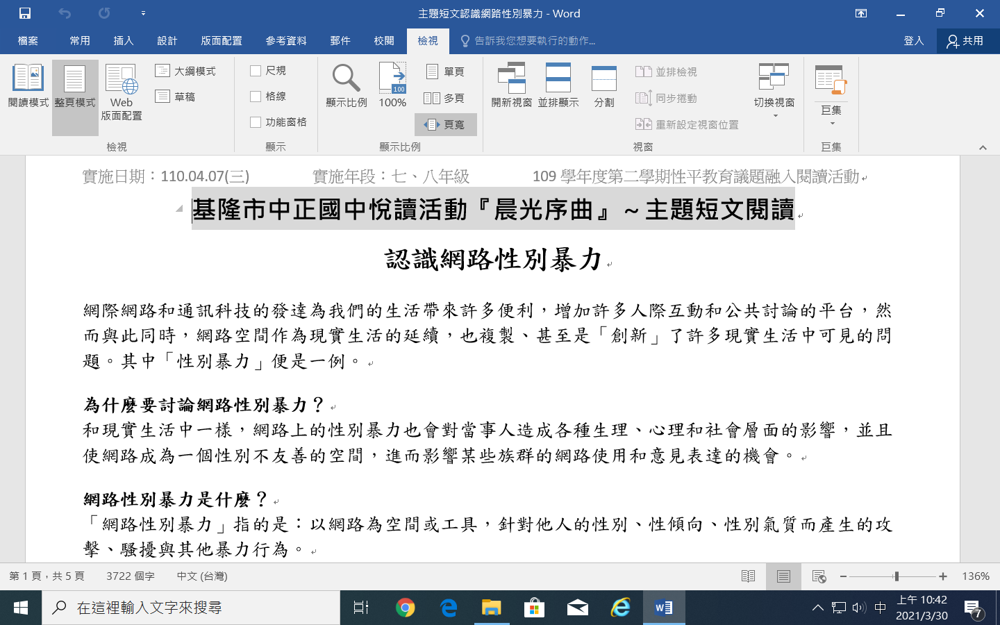 主題短文認識網路性別暴力 - Word
檔案 常用 插入 設計 版面配置 參考資料 郵件 校閱 檢視 告訴我您想要執行的動作... 登入 共用
閱讀模式 整頁模式 Web 版面配置 大綱模式 草稿
檢視
尺規 格線 功能窗格
顯示
顯示比例 100 100% 單頁 多頁 頁寬
顯示比例
開新視窗 並排顯示 分割 並排檢視 同步捲動 重新設定視窗位置 切換視窗
視窗
巨集
巨集
實施日期：110.04.07(三) 實施年段：七、八年級 109 學年度第二學期性平教育議題融入閱讀活動
基隆市中正國中悅讀活動『晨光序曲』～主題短文閱讀
認識網路性別暴力
網際網路和通訊科技的發達為我們的生活帶來許多便利，增加許多人際互動和公共討論的平台，然
而與此同時，網路空間作為現實生活的延續，也複製、甚至是「創新」了許多現實生活中可見的問
題。其中「性別暴力」便是一例。
為什麼要討論網路性別暴力？
和現實生活中一樣，網路上的性別暴力也會對當事人造成各種生理、心理和社會層面的影響，並且
使網路成為一個性別不友善的空間，進而影響某些族群的網路使用和意見表達的機會。
網路性別暴力是什麼？
「網路性別暴力」指的是：以網路為空間或工具，針對他人的性別、性傾向、性別氣質而產生的攻
擊、騷擾與其他暴力行為。
第 1 頁，共 5 頁 3722 個字 中文 (台灣) 136%
在這裡輸入文字來搜尋 中 上午 10:42
2021/3/30 7